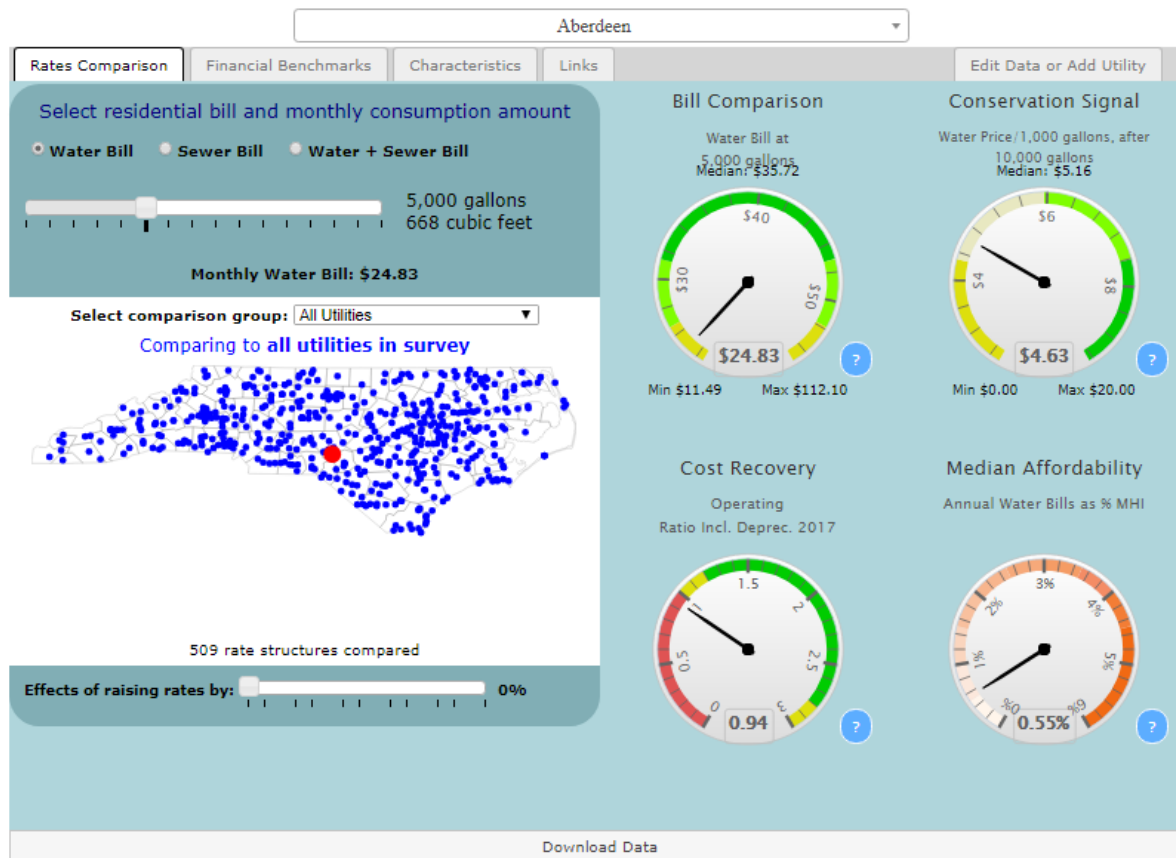 Aberdeen
Rates Comparison
Financial Benchmarks
Characteristics
Links
Edit Data or Add Utility
Select residential bill and monthly consumption amount
Water Bill
Sewer Bill
Water + Sewer Bill
5,000 gallons
668 cubic feet
Monthly Water Bill: $24.83
Select comparison group: All Utilities
Comparing to all utilities in survey
509 rate structures compared
Effects of raising rates by: 0%
Bill Comparison
Water Bill at
5,000 gallons
Median: $35.72
$30
$40
$50
$24.83
?
Min $11.49
Max $112.10
Conservation Signal
Water Price/1,000 gallons, after
10,000 gallons
Median: $5.16
$4
$6
$8
$4.63
?
Min $0.00
Max $20.00
Cost Recovery
Operating
Ratio Incl. Deprec. 2017
0
0.5
1
1.5
2
2.5
3
0.94
?
Median Affordability
Annual Water Bills as % MHI
0%
1%
2%
3%
4%
5%
6%
0.55%
?
Download Data